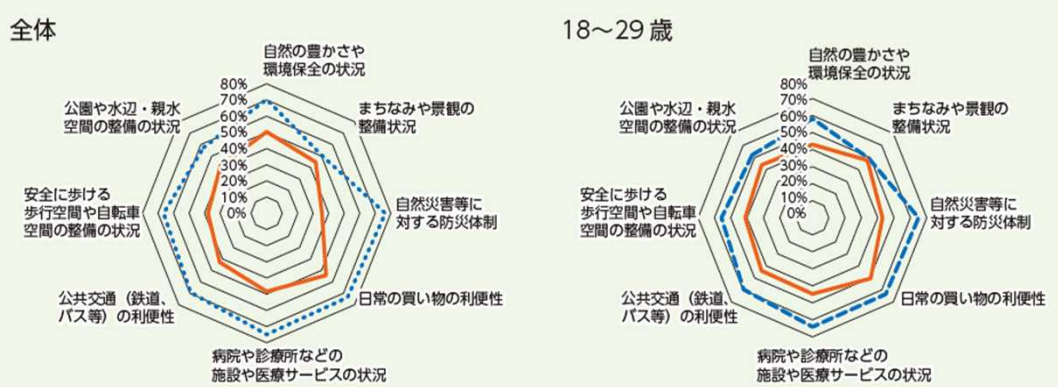 全体
自然の豊かさや
環境保全の状況
まちなみや景観の
整備状況
自然災害等に
対する防災体制
日常の買い物の利便性
病院や診療所などの
施設や医療サービスの状況
公共交通（鉄道、
バス等）の利便性
安全に歩ける
歩行空間や自転車
空間の整備の状況
公園や水辺・親水
空間の整備の状況
80%
70%
60%
50%
40%
30%
20%
10%
0%
18～29歳
自然の豊かさや
環境保全の状況
まちなみや景観の
整備状況
自然災害等に
対する防災体制
日常の買い物の利便性
病院や診療所などの
施設や医療サービスの状況
公共交通（鉄道、
バス等）の利便性
安全に歩ける
歩行空間や自転車
空間の整備の状況
公園や水辺・親水
空間の整備の状況
80%
70%
60%
50%
40%
30%
20%
10%
0%